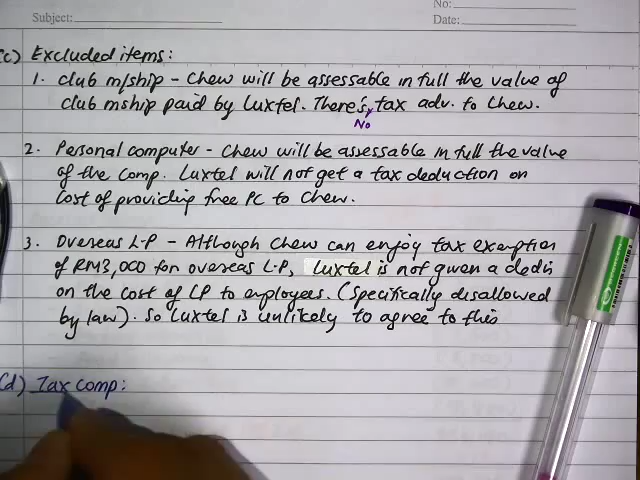 No:
Subject:
Date:
(c) Excluded items:
1. Club m/ship - Chew will be assessable in full the value of
club mship paid by Luxtel. There's, tax adv. to Chew.
No
2. Personal computer - Chew will be assessable in full the value
of the comp. Luxtel will not get a tax deduction on
cost of providing free PC to Chew.
3. Overseas L-P - Although Chew can enjoy tax exemption
of RM3,000 for overseas L-P, Luxtel is not given a dedn
on the cost of LP to employees. (Specifically disallowed
by law). So Luxtel is unlikely to agree to this
(d) Tax comp: